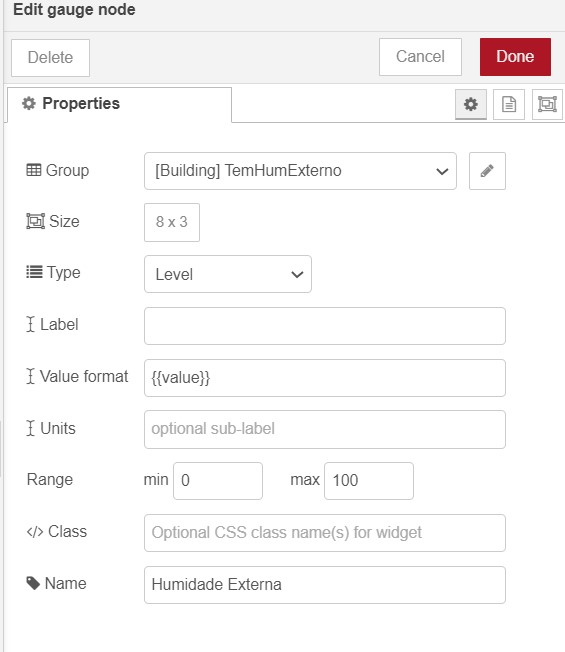 Edit gauge node
Delete Cancel Done
Properties
Group [Building] TemHumExterno
Size 8 x 3
Type Level
Label
Value format {{value}}
Units optional sub-label
Range min 0 max 100
</> Class Optional CSS class name(s) for widget
Name Humidade Externa